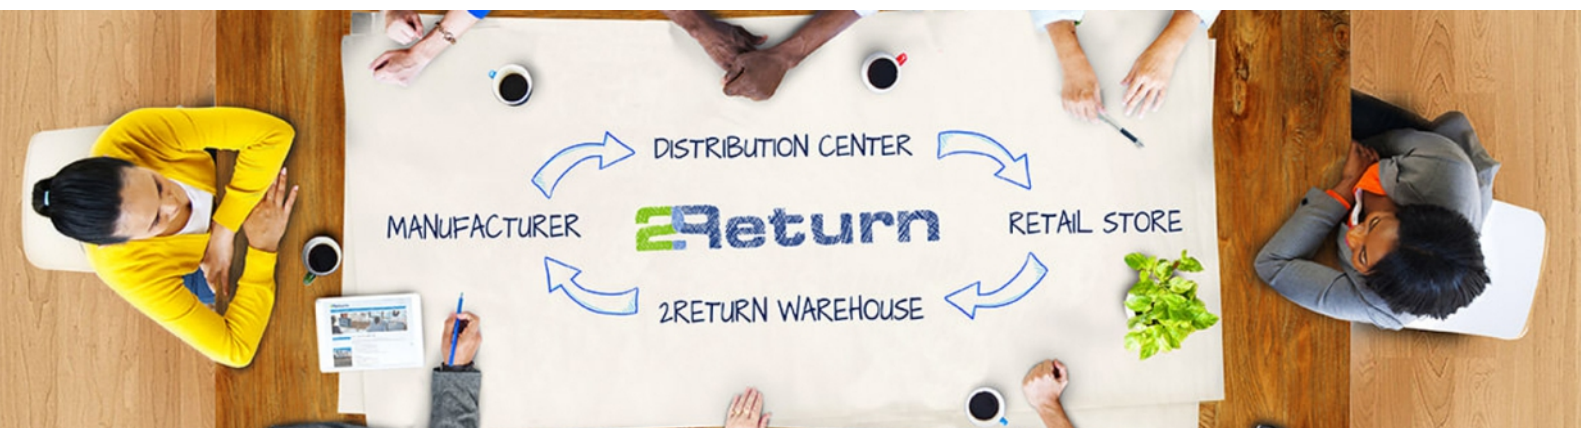 DISTRIBUTION CENTER
MANUFACTURER
2Return
RETAIL STORE
2RETURN WAREHOUSE